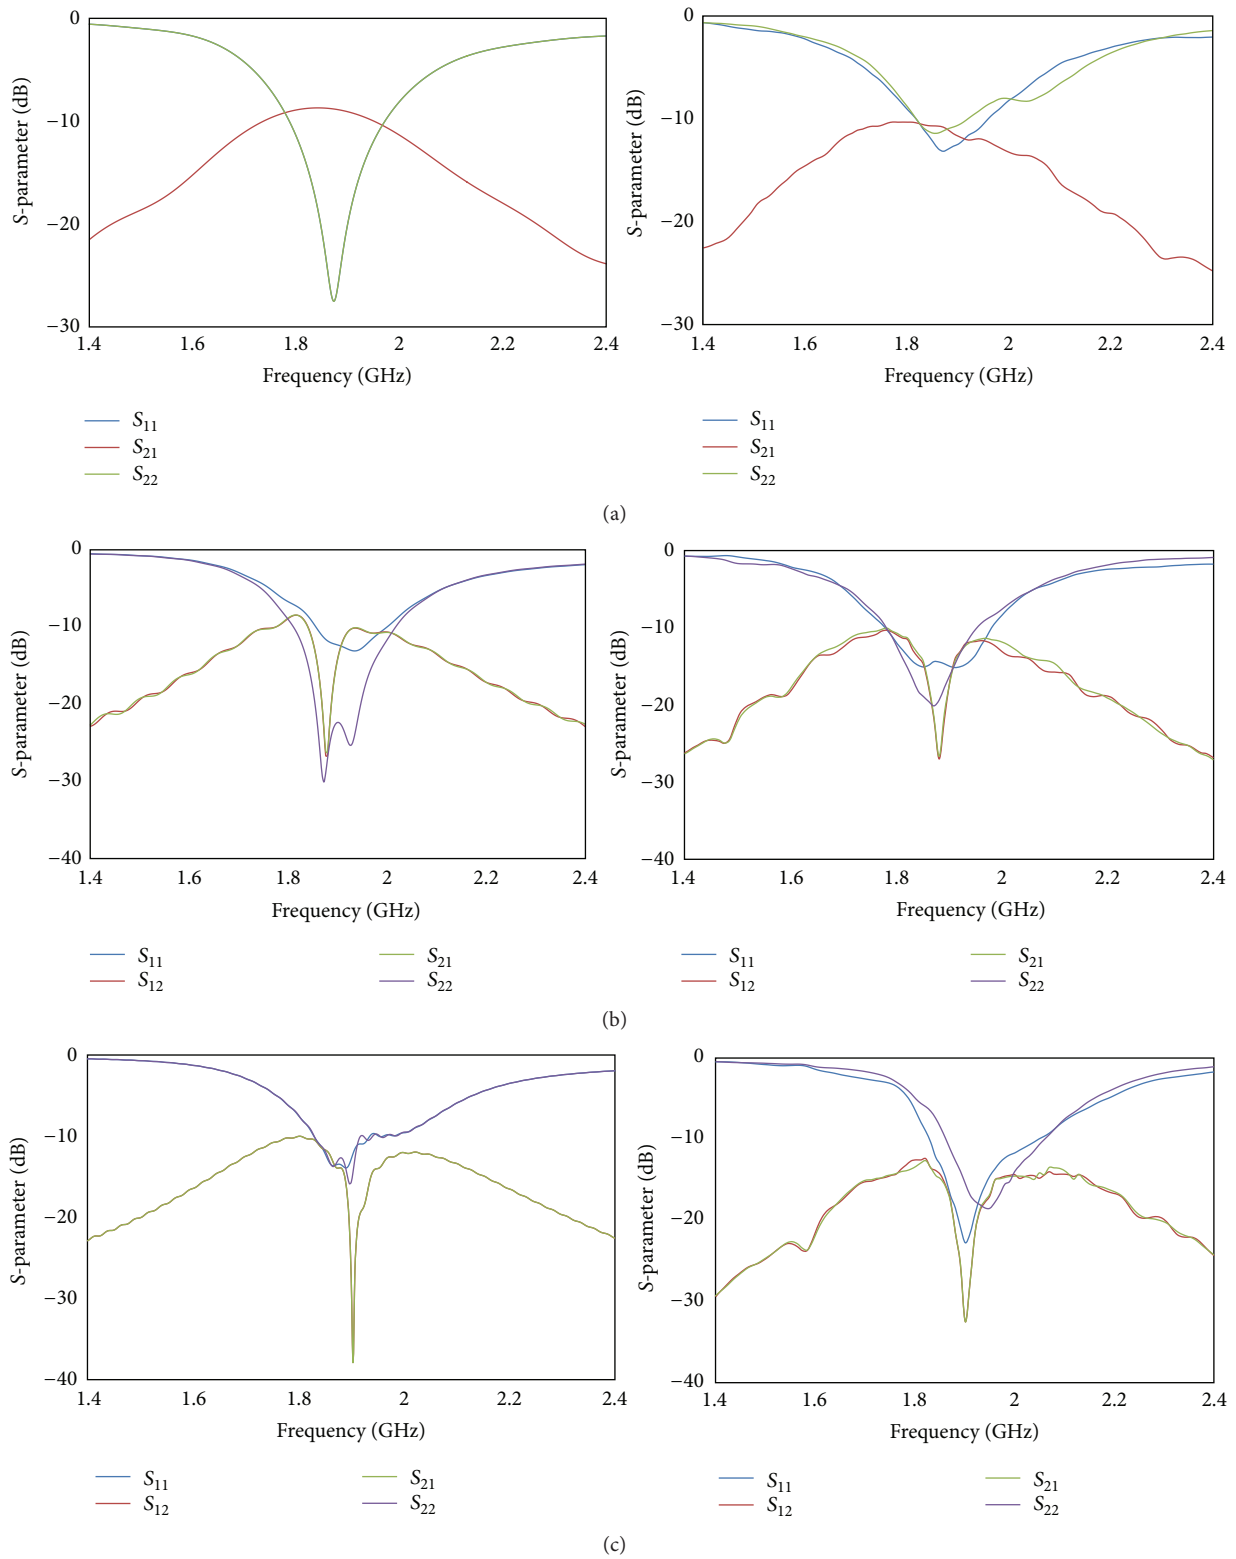 0
−10
−20
−30
S-parameter (dB)
1.4 1.6 1.8 2 2.2 2.4
Frequency (GHz)
S11
S21
S22
0
−10
−20
−30
S-parameter (dB)
1.4 1.6 1.8 2 2.2 2.4
Frequency (GHz)
S11
S21
S22
(a)
0
−10
−20
−30
−40
S-parameter (dB)
1.4 1.6 1.8 2 2.2 2.4
Frequency (GHz)
S11 S21
S12 S22
0
−10
−20
−30
−40
S-parameter (dB)
1.4 1.6 1.8 2 2.2 2.4
Frequency (GHz)
S11 S21
S12 S22
(b)
0
−10
−20
−30
−40
S-parameter (dB)
1.4 1.6 1.8 2 2.2 2.4
Frequency (GHz)
S11 S21
S12 S22
0
−10
−20
−30
−40
S-parameter (dB)
1.4 1.6 1.8 2 2.2 2.4
Frequency (GHz)
S11 S21
S12 S22
(c)